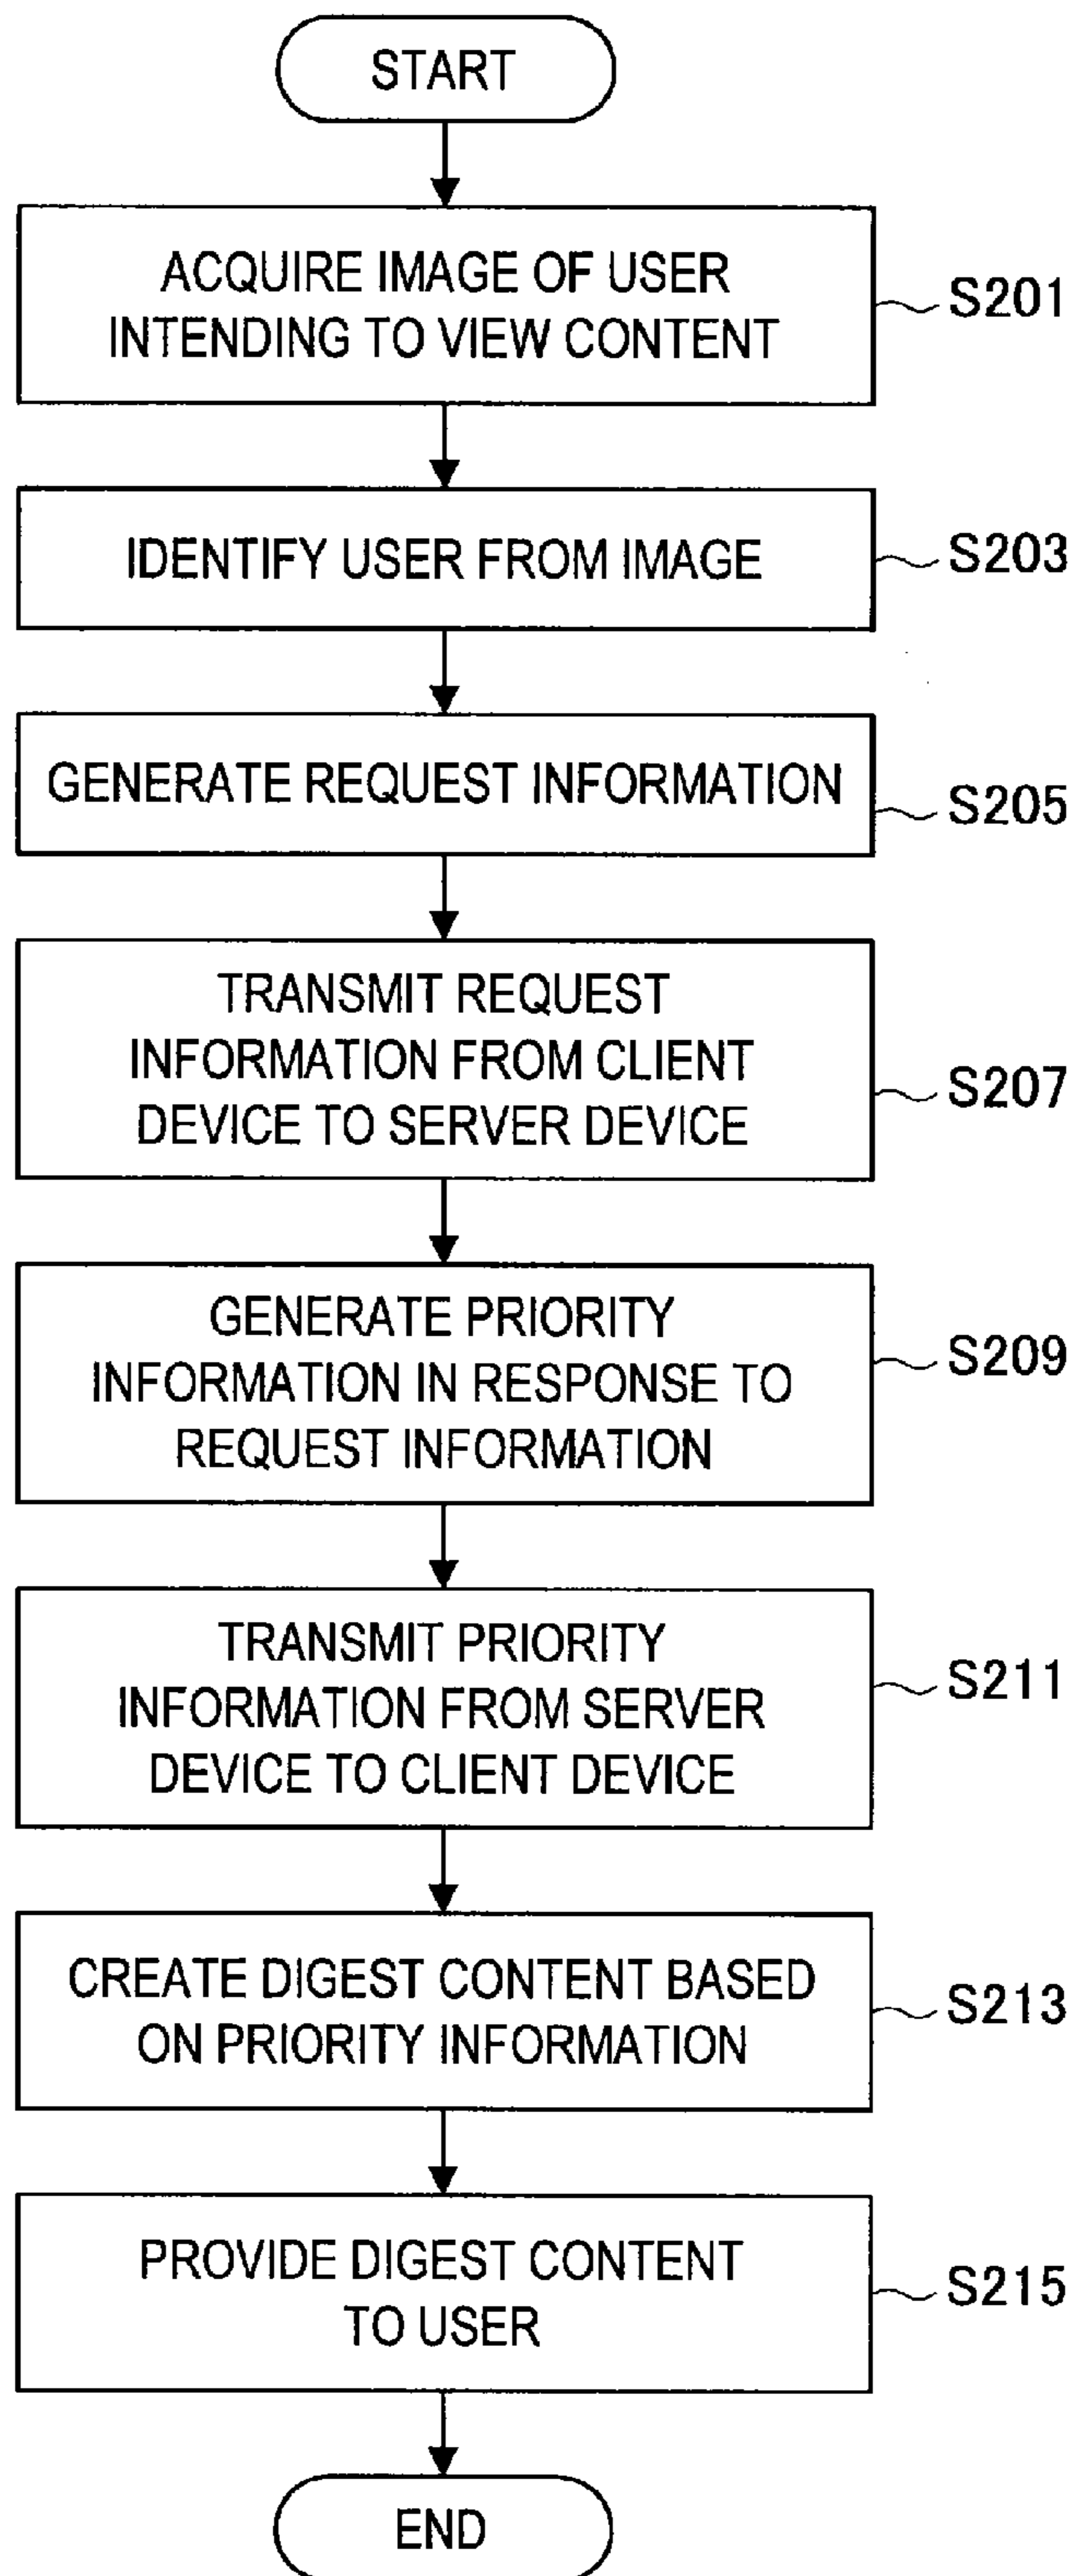 START
ACQUIRE IMAGE OF USER
INTENDING TO VIEW CONTENT
S201
IDENTIFY USER FROM IMAGE
S203
GENERATE REQUEST INFORMATION
S205
TRANSMIT REQUEST
INFORMATION FROM CLIENT
DEVICE TO SERVER DEVICE
S207
GENERATE PRIORITY
INFORMATION IN RESPONSE TO
REQUEST INFORMATION
S209
TRANSMIT PRIORITY
INFORMATION FROM SERVER
DEVICE TO CLIENT DEVICE
S211
CREATE DIGEST CONTENT BASED
ON PRIORITY INFORMATION
S213
PROVIDE DIGEST CONTENT
TO USER
S215
END